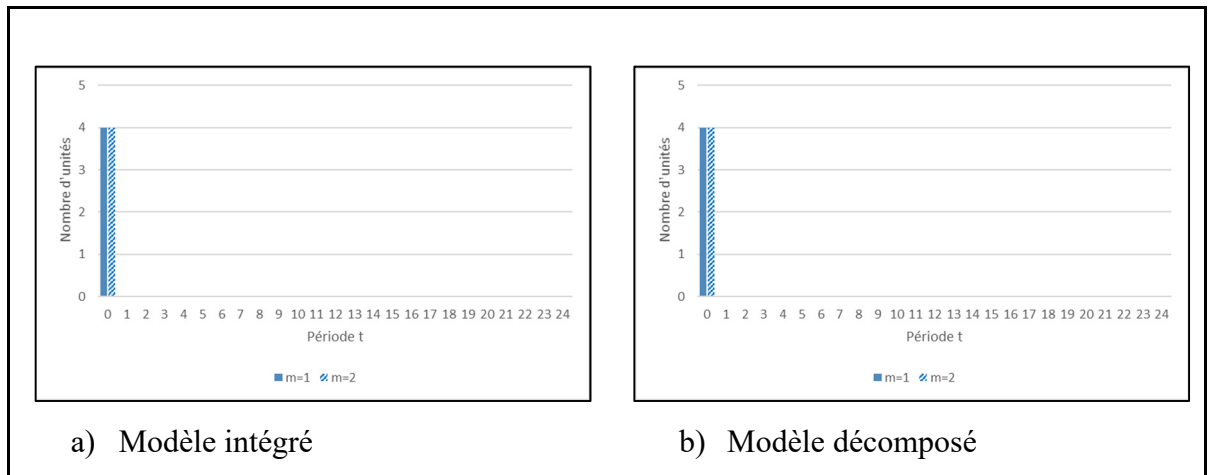 5
4
3
2
1
0
Nombre d'unités
0 1 2 3 4 5 6 7 8 9 10 11 12 13 14 15 16 17 18 19 20 21 22 23 24
Période t
m=1 m=2
a) Modèle intégré
5
4
3
2
1
0
Nombre d'unités
0 1 2 3 4 5 6 7 8 9 10 11 12 13 14 15 16 17 18 19 20 21 22 23 24
Période t
m=1 m=2
b) Modèle décomposé